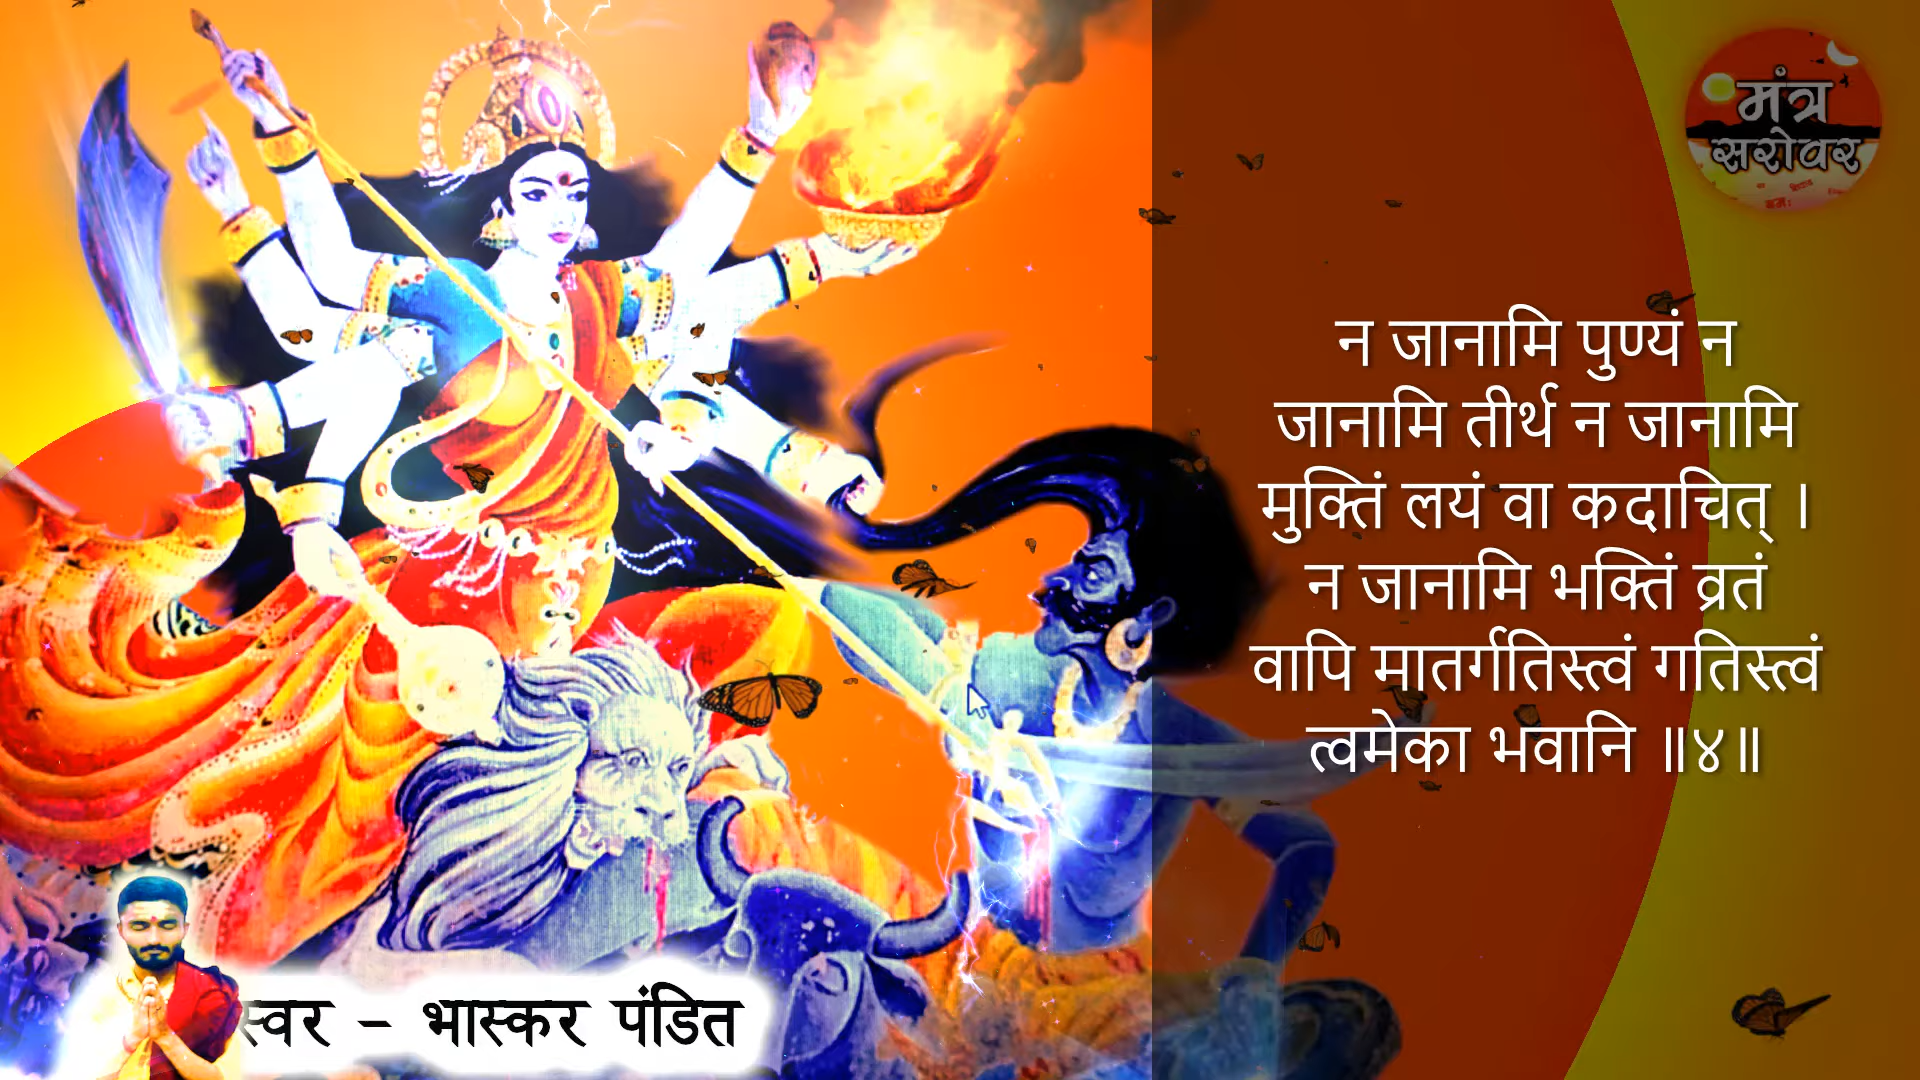 मंत्र
सरोवर
न जानामि पुण्यं न
जानामि तीर्थ न जानामि
मुक्तिं लयं वा कदाचित् ।
न जानामि भक्तिं व्रतं
वापि मातर्गतिस्त्वं गतिस्त्वं
त्वमेका भवानि ॥४॥
स्वर – भास्कर पंडित